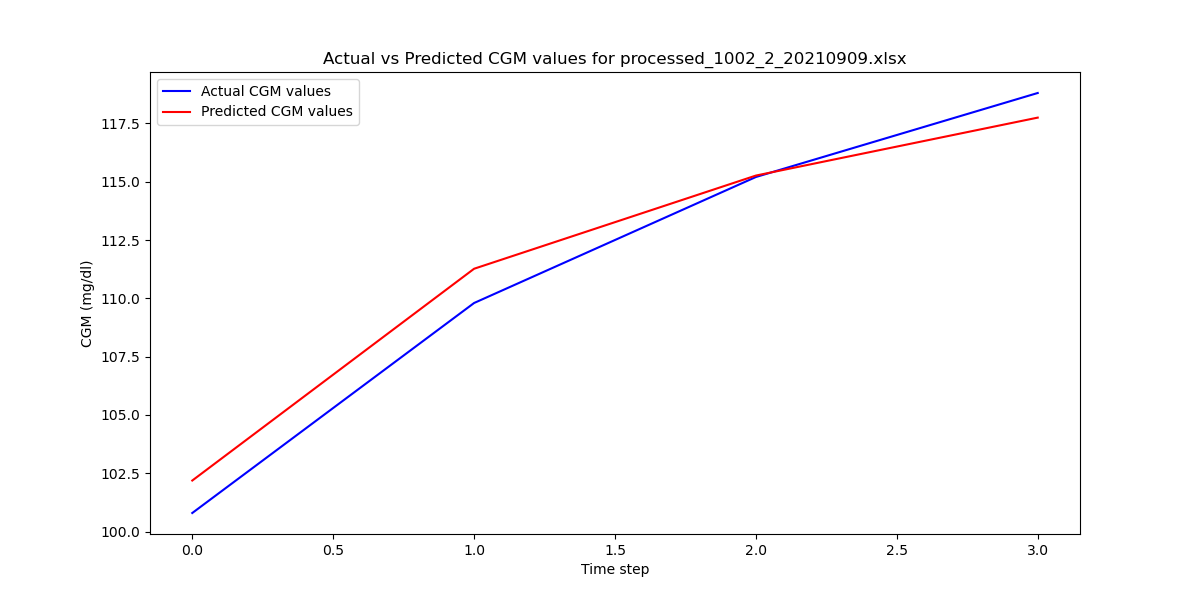 Actual vs Predicted CGM values for processed_1002_2_20210909.xlsx
Actual CGM values
Predicted CGM values
117.5
115.0
112.5
110.0
107.5
105.0
102.5
100.0
CGM (mg/dl)
0.0 0.5 1.0 1.5 2.0 2.5 3.0
Time step